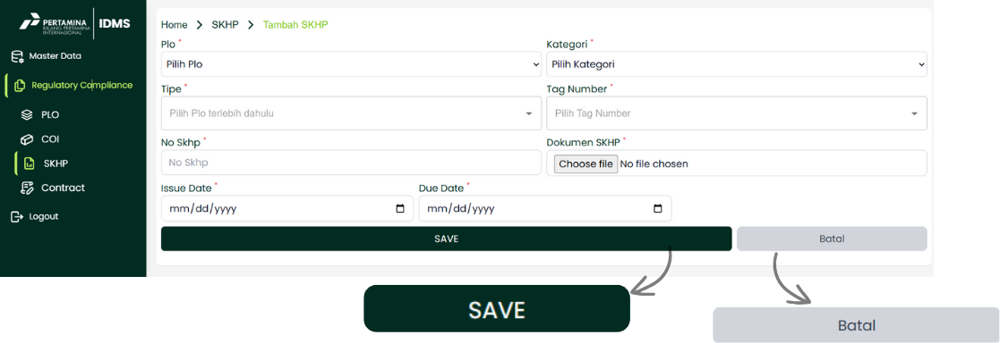 PERTAMINA
KILANG PERTAMINA
INTERNASIONAL
IDMS
Master Data
Regulatory Compliance
PLO
COI
SKHP
Contract
Logout
Home > SKHP > Tambah SKHP
Plo *
Pilih Plo
Kategori *
Pilih Kategori
Tipe *
Pilih Plo terlebih dahulu
Tag Number *
Pilih Tag Number
No Skhp *
No Skhp
Dokumen SKHP *
Choose file No file chosen
Issue Date *
mm/dd/yyyy
Due Date *
mm/dd/yyyy
SAVE
Batal
SAVE
Batal